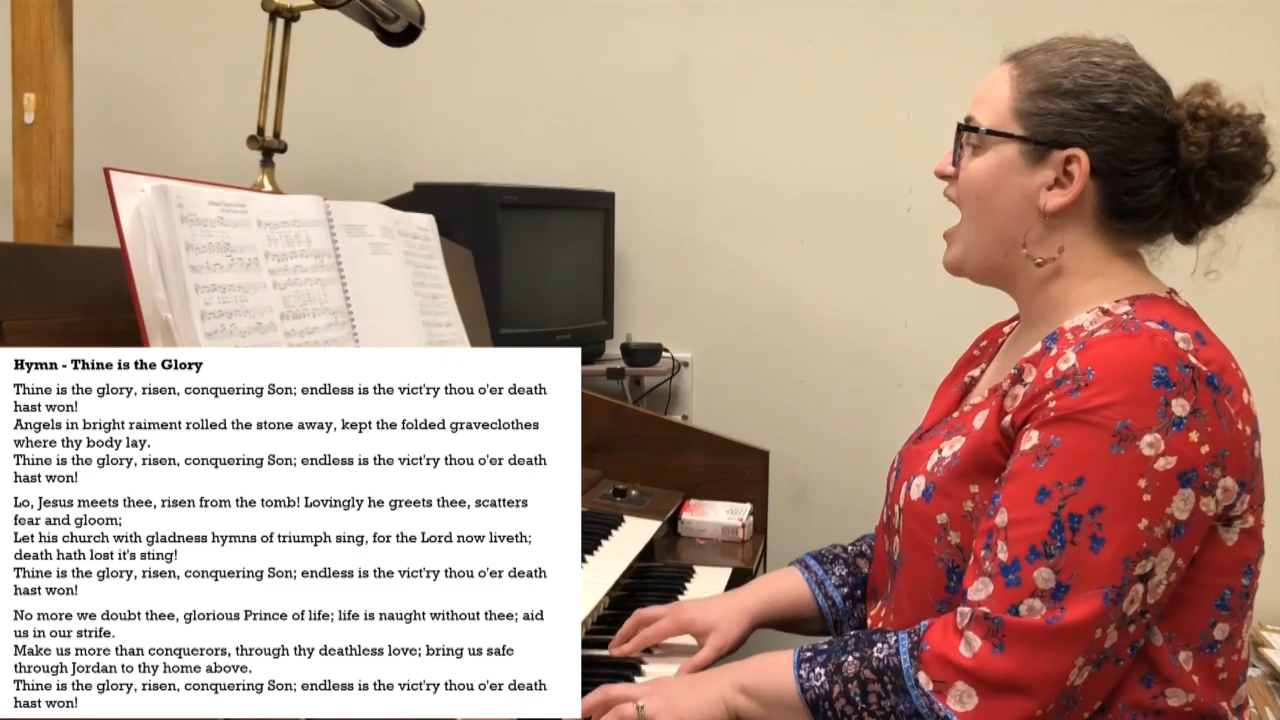 Hymn - Thine is the Glory
Thine is the glory, risen, conquering Son; endless is the vict'ry thou o'er death
hast won!
Angels in bright raiment rolled the stone away, kept the folded graveclothes
where thy body lay.
Thine is the glory, risen, conquering Son; endless is the vict'ry thou o'er death
hast won!
Lo, Jesus meets thee, risen from the tomb! Lovingly he greets thee, scatters
fear and gloom;
Let his church with gladness hymns of triumph sing, for the Lord now liveth;
death hath lost it's sting!
Thine is the glory, risen, conquering Son; endless is the vict'ry thou o'er death
hast won!
No more we doubt thee, glorious Prince of life; life is naught without thee; aid
us in our strife.
Make us more than conquerors, through thy deathless love; bring us safe
through Jordan to thy home above.
Thine is the glory, risen, conquering Son; endless is the vict'ry thou o'er death
hast won!